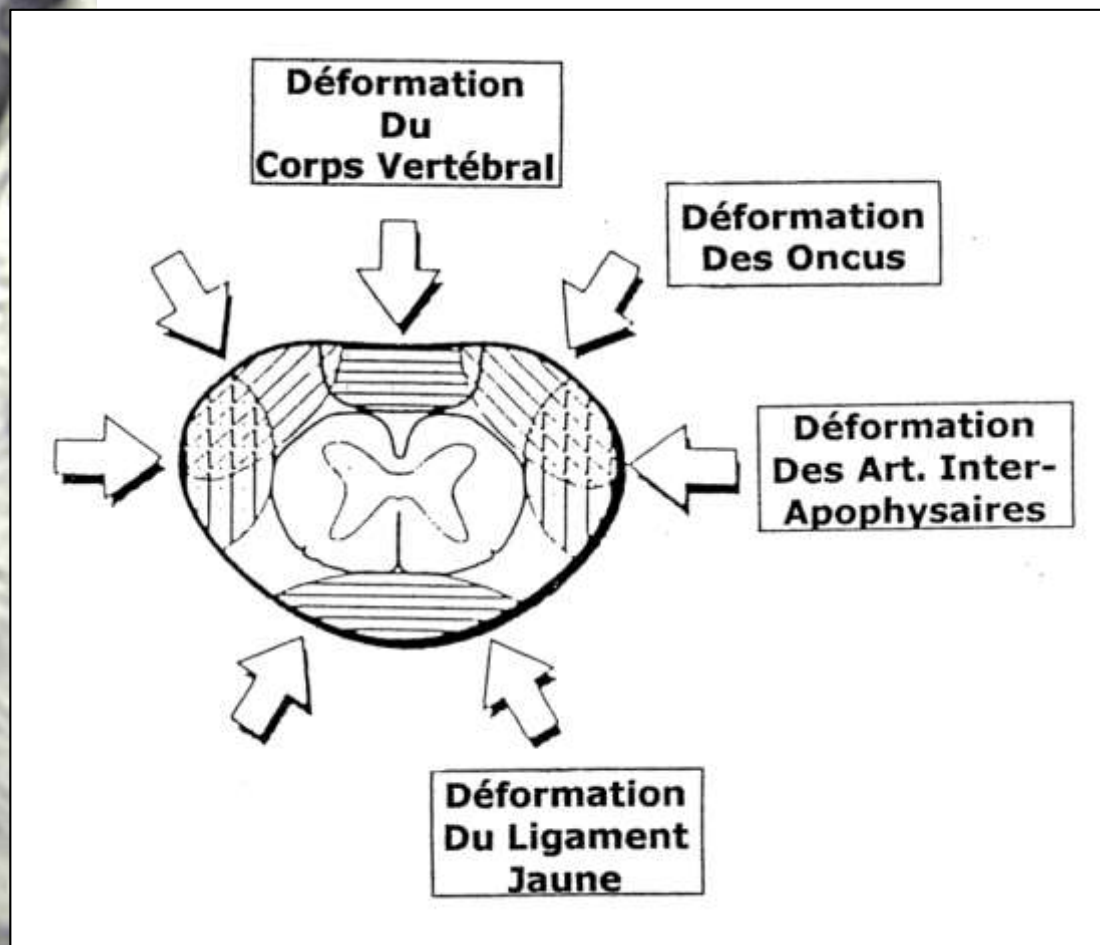 Déformation
Du
Corps Vertébral
Déformation
Des Oncus
Déformation
Des Art. Inter-
Apophysaires
Déformation
Du Ligament
Jaune